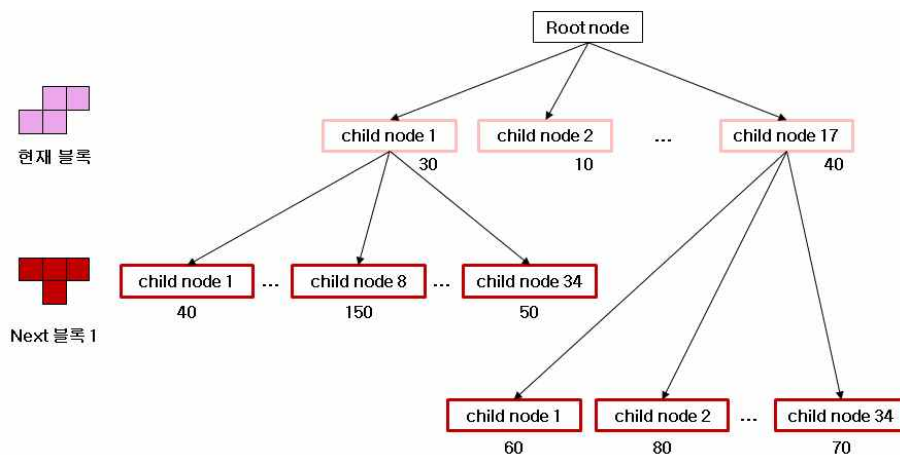 Root node
child node 1
child node 2
...
child node 17
30
10
40
현재 블록
child node 1
...
child node 8
...
child node 34
40
150
50
Next 블록 1
child node 1
child node 2
...
child node 34
60
80
70